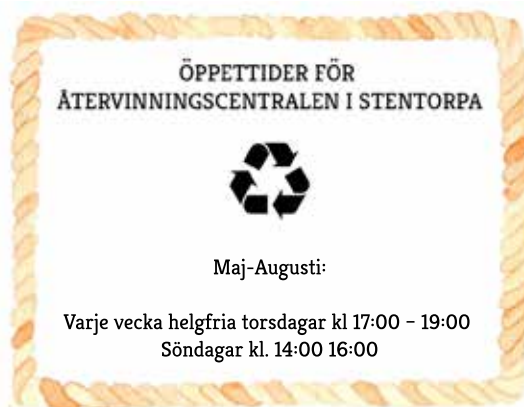 ÖPPETTIDER FÖR
ÅTERVINNINGSCENTRALEN I STENTORPA
Maj-Augusti:
Varje vecka helgfria torsdagar kl 17:00 – 19:00
Söndagar kl. 14:00 16:00